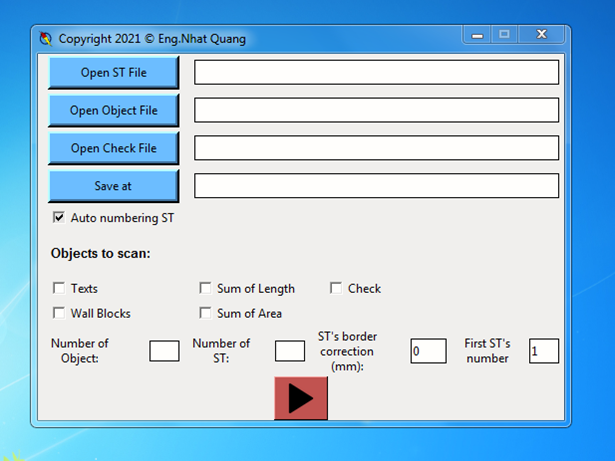 Copyright 2021 © Eng.Nhat Quang
Open ST File
Open Object File
Open Check File
Save at
Auto numbering ST
Objects to scan:
Texts Sum of Length Check
Wall Blocks Sum of Area
Number of Object:
Number of ST:
ST's border correction (mm): 0
First ST's number 1